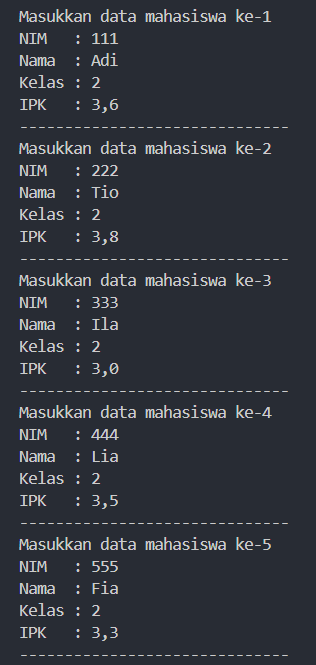 Masukkan data mahasiswa ke-1
NIM   : 111
Nama  : Adi
Kelas : 2
IPK   : 3,6
------------------------------
Masukkan data mahasiswa ke-2
NIM   : 222
Nama  : Tio
Kelas : 2
IPK   : 3,8
------------------------------
Masukkan data mahasiswa ke-3
NIM   : 333
Nama  : Ila
Kelas : 2
IPK   : 3,0
------------------------------
Masukkan data mahasiswa ke-4
NIM   : 444
Nama  : Lia
Kelas : 2
IPK   : 3,5
------------------------------
Masukkan data mahasiswa ke-5
NIM   : 555
Nama  : Fia
Kelas : 2
IPK   : 3,3
------------------------------